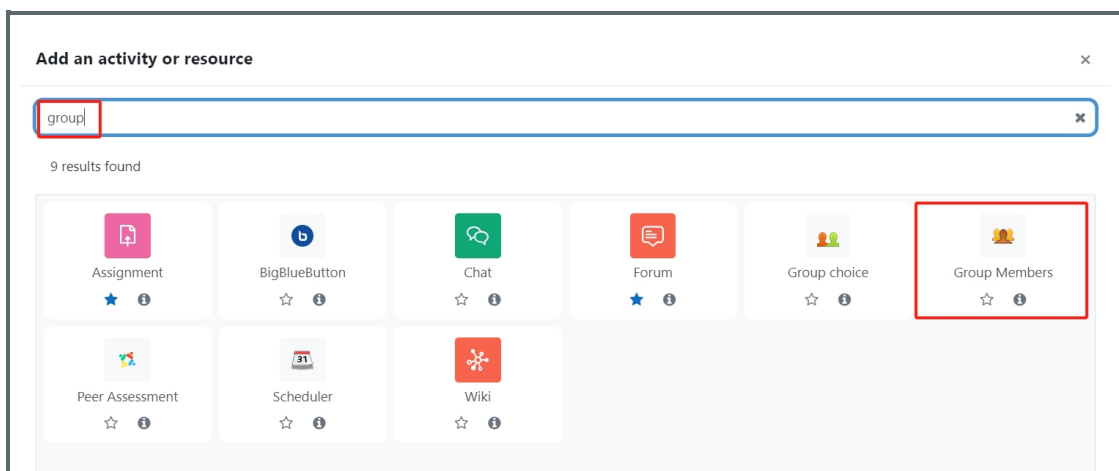 Add an activity or resource
group
9 results found
Assignment BigBlueButton Chat Forum Group choice Group Members
31
Peer Assessment Scheduler Wiki